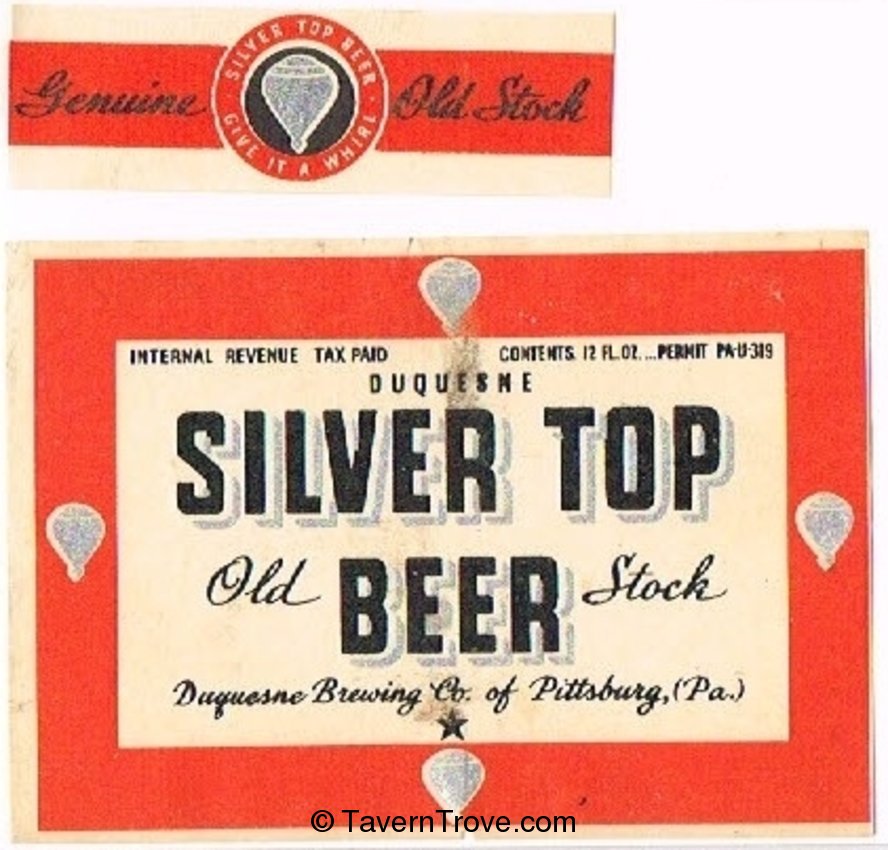 Genuine
SILVER TOP BEER
GIVE IT A WHIRL
Old Stock
INTERNAL REVENUE TAX PAID
CONTENTS. 12 FL. OZ. ... PERMIT PA-U-319
DUQUESNE
SILVER TOP
Old BEER Stock
Duquesne Brewing Co. of Pittsburg, (Pa.)
© TavernTrove.com